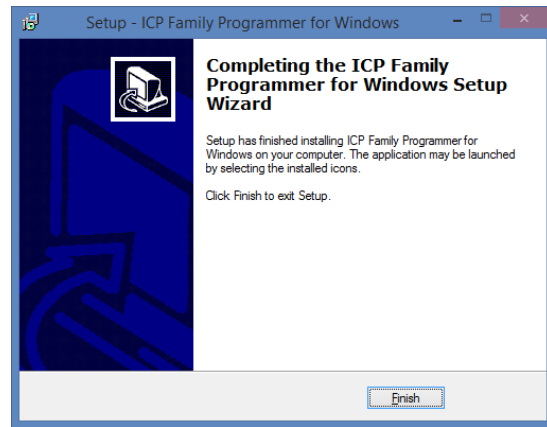 Setup - ICP Family Programmer for Windows
Completing the ICP Family
Programmer for Windows Setup
Wizard
Setup has finished installing ICP Family Programmer for
Windows on your computer. The application may be launched
by selecting the installed icons.
Click Finish to exit Setup.
Finish